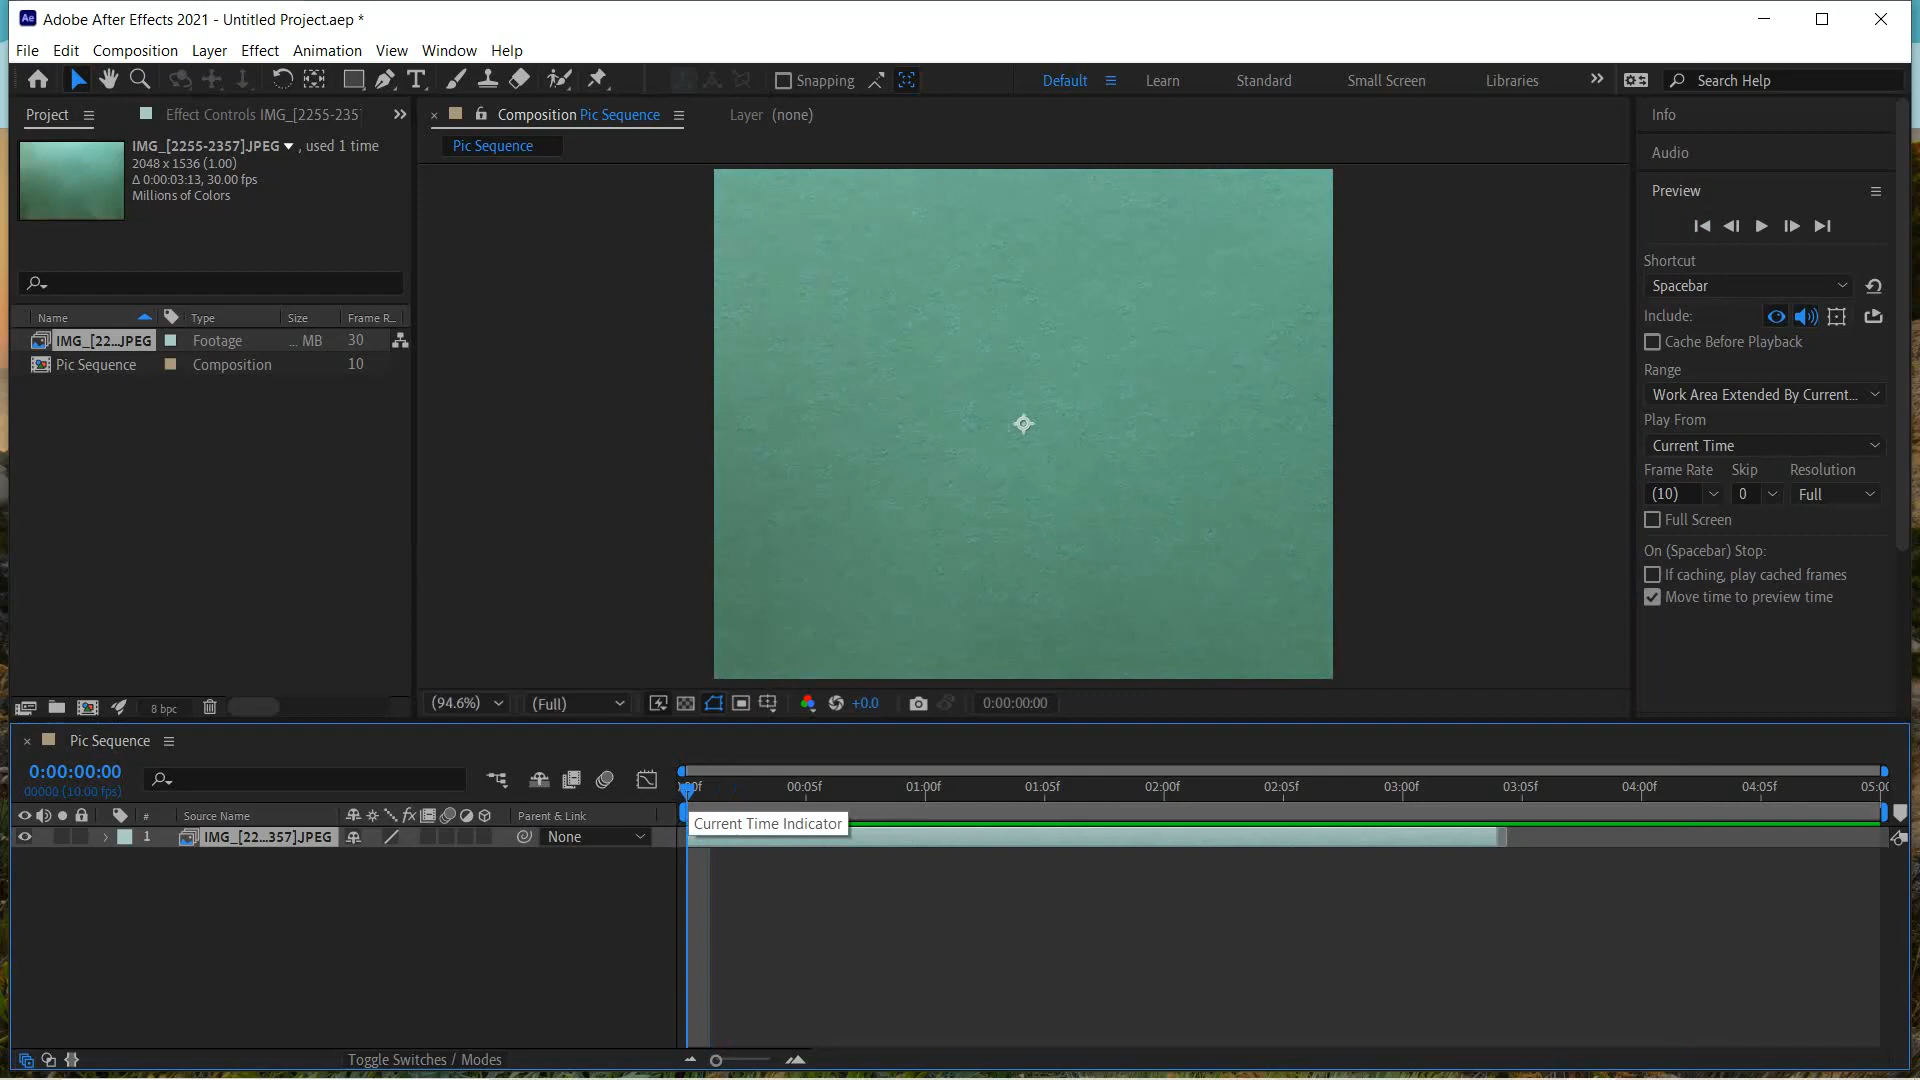 Adobe After Effects 2021 - Untitled Project.aep *
File Edit Composition Layer Effect Animation View Window Help
Snapping
Default Learn Standard Small Screen Libraries
Search Help
Project Effect Controls IMG_[2255-235
IMG_[2255-2357].JPEG , used 1 time
2048 x 1536 (1.00)
Δ 0:00:03:13, 30.00 fps
Millions of Colors
Name Type Size Frame R...
IMG_[22...JPEG Footage ... MB 30
Pic Sequence Composition 10
8 bpc
Composition Pic Sequence Layer (none)
Pic Sequence
(94.6%) (Full) +0.0 0:00:00:00
Info
Audio
Preview
Shortcut
Spacebar
Include:
Cache Before Playback
Range
Work Area Extended By Current...
Play From
Current Time
Frame Rate Skip Resolution
(10) 0 Full
Full Screen
On (Spacebar) Stop:
If caching, play cached frames
Move time to preview time
Pic Sequence
0:00:00:00
00000 (10.00 fps)
00:05f 01:00f 01:05f 02:00f 02:05f 03:00f 03:05f 04:00f 04:05f
# Source Name fx Parent & Link
1 IMG_[22...357].JPEG None
Current Time Indicator
Toggle Switches / Modes